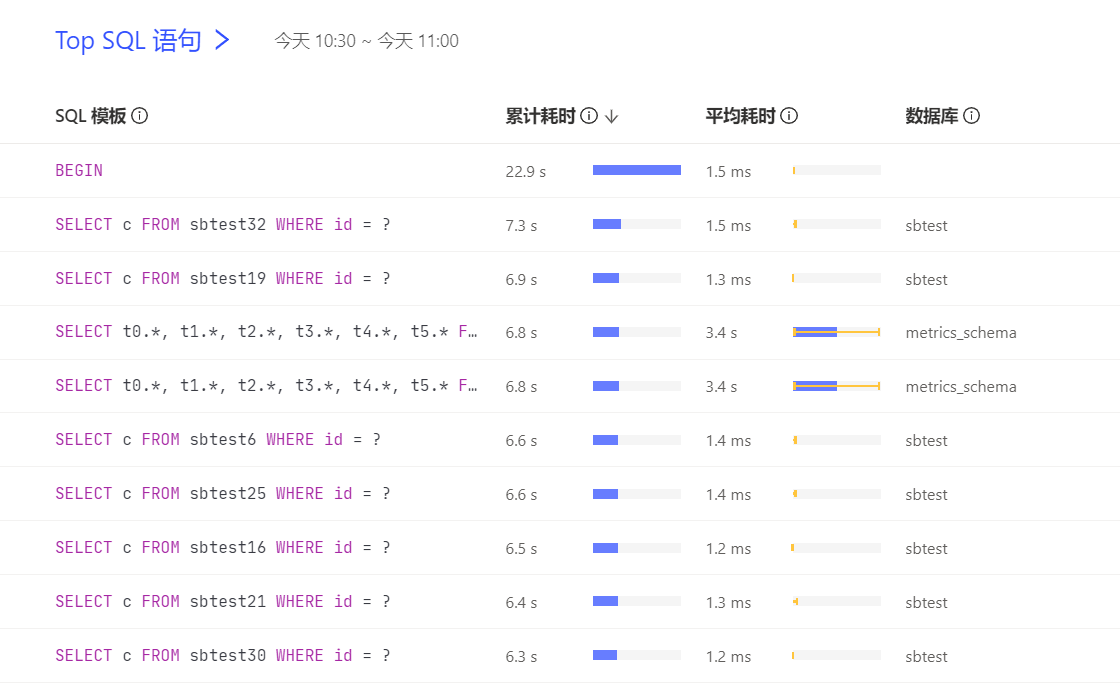 Top SQL 语句 今天 10:30 ~ 今天 11:00
SQL 模板 累计耗时 平均耗时 数据库
BEGIN 22.9 s 1.5 ms
SELECT c FROM sbtest32 WHERE id = ? 7.3 s 1.5 ms sbtest
SELECT c FROM sbtest19 WHERE id = ? 6.9 s 1.3 ms sbtest
SELECT t0.*, t1.*, t2.*, t3.*, t4.*, t5.* F… 6.8 s 3.4 s metrics_schema
SELECT t0.*, t1.*, t2.*, t3.*, t4.*, t5.* F… 6.8 s 3.4 s metrics_schema
SELECT c FROM sbtest6 WHERE id = ? 6.6 s 1.4 ms sbtest
SELECT c FROM sbtest25 WHERE id = ? 6.6 s 1.4 ms sbtest
SELECT c FROM sbtest16 WHERE id = ? 6.5 s 1.2 ms sbtest
SELECT c FROM sbtest21 WHERE id = ? 6.4 s 1.3 ms sbtest
SELECT c FROM sbtest30 WHERE id = ? 6.3 s 1.2 ms sbtest